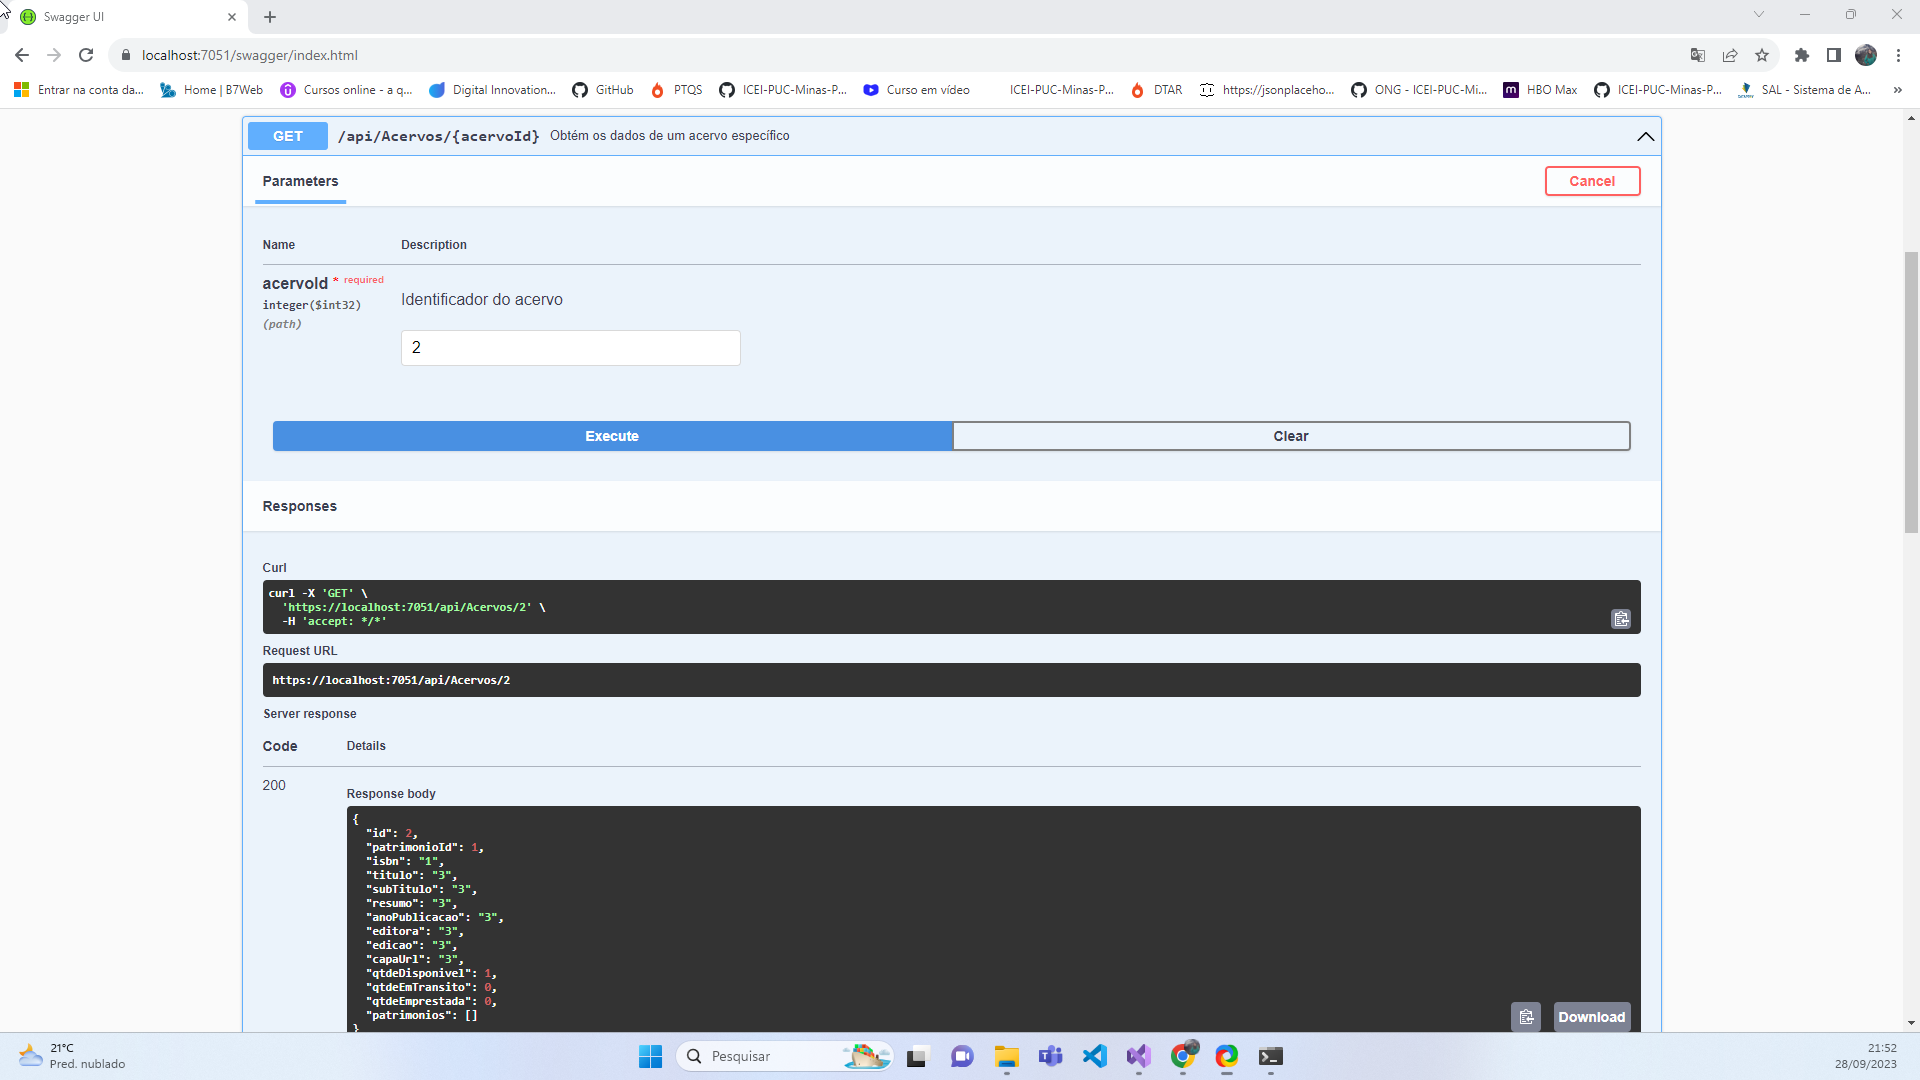 Swagger UI
localhost:7051/swagger/index.html
Entrar na conta da...
Home | B7Web
Cursos online - a q...
Digital Innovation...
GitHub
PTQS
ICEI-PUC-Minas-P...
Curso em vídeo
ICEI-PUC-Minas-P...
DTAR
https://jsonplaceho...
ONG - ICEI-PUC-Mi...
HBO Max
ICEI-PUC-Minas-P...
SAL - Sistema de A...
GET /api/Acervos/{acervoId} Obtém os dados de um acervo específico
Parameters
Cancel
Name Description
acervoId * required
integer($int32)
(path)
Identificador do acervo
2
Execute
Clear
Responses
Curl
curl -X 'GET' \
'https://localhost:7051/api/Acervos/2' \
-H 'accept: */*'
Request URL
https://localhost:7051/api/Acervos/2
Server response
Code Details
200
Response body
{
"id": 2,
"patrimonioId": 1,
"isbn": "1",
"titulo": "3",
"subTitulo": "3",
"resumo": "3",
"anoPublicacao": "3",
"editora": "3",
"edicao": "3",
"capaUrl": "3",
"qtdeDisponivel": 1,
"qtdeEmTransito": 0,
"qtdeEmprestada": 0,
"patrimonios": []
}
Download
21°C
Pred. nublado
Pesquisar
21:52
28/09/2023